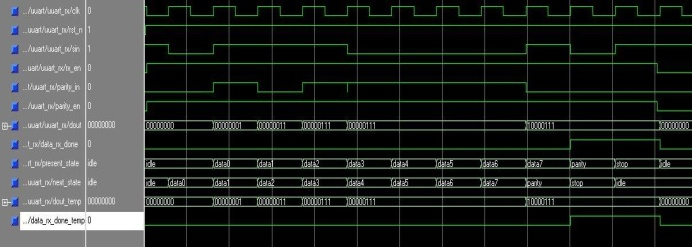 .../uuart/uuart_rx/clk 0
.../uuart/uuart_rx/rst_n 1
.../uuart/uuart_rx/sin 1
...uart/uuart_rx/rx_en 0
...t/uuart_rx/parity_in 0
.../uuart_rx/parity_en 0
...uuart/uuart_rx/dout 00000000 00000000 00000001 00000011 00000111 00000111 10000111 00000000
...t_rx/data_rx_done 0
...rt_rx/present_state idle idle data0 data1 data2 data3 data4 data5 data6 data7 parity stop idle
...uuart_rx/next_state idle idle data0 data1 data2 data3 data4 data5 data6 data7 parity stop idle
...uuart_rx/dout_temp 00000000 00000000 00000001 00000011 00000111 00000111 10000111 00000000
.../data_rx_done_temp 0